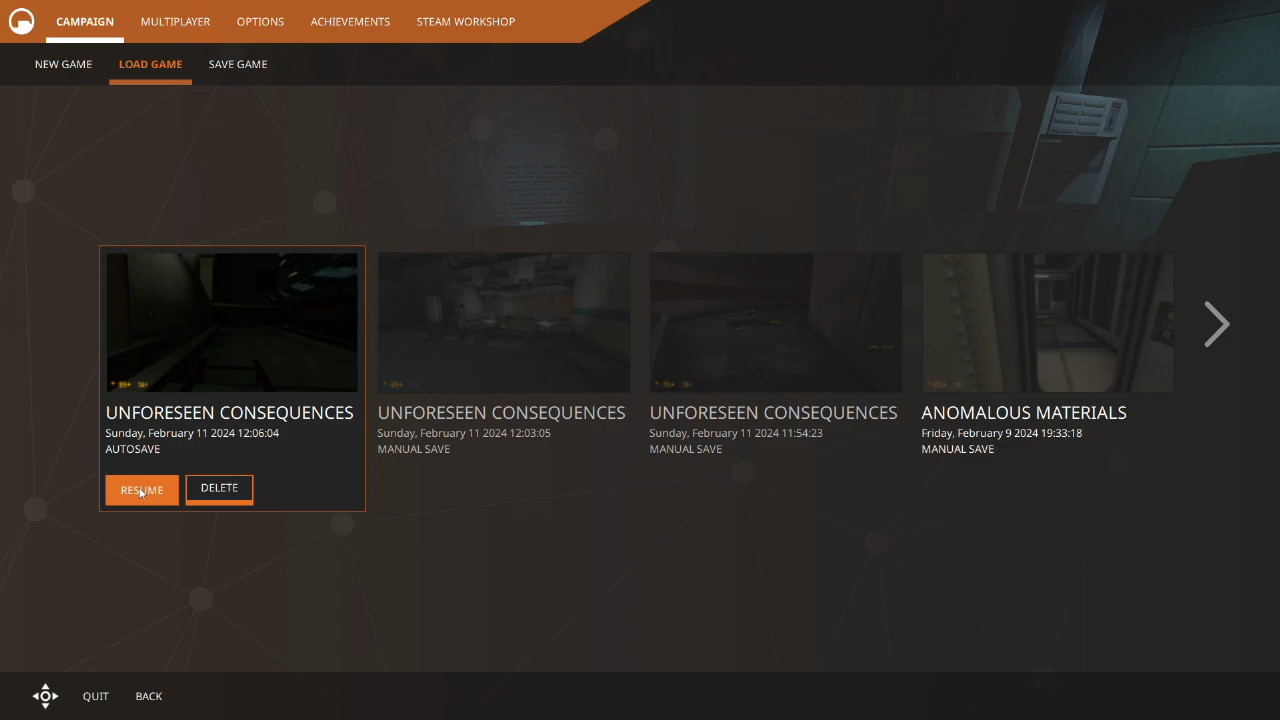 CAMPAIGN MULTIPLAYER OPTIONS ACHIEVEMENTS STEAM WORKSHOP
NEW GAME LOAD GAME SAVE GAME
UNFORESEEN CONSEQUENCES
Sunday, February 11 2024 12:06:04
AUTOSAVE
RESUME DELETE
UNFORESEEN CONSEQUENCES
Sunday, February 11 2024 12:03:05
MANUAL SAVE
UNFORESEEN CONSEQUENCES
Sunday, February 11 2024 11:54:23
MANUAL SAVE
ANOMALOUS MATERIALS
Friday, February 9 2024 19:33:18
MANUAL SAVE
QUIT BACK